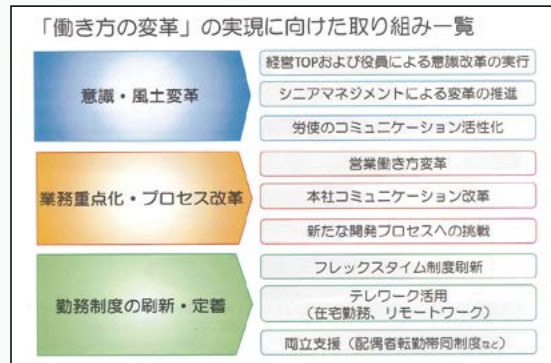 「働き方の変革」の実現に向けた取り組み一覧
意識・風土変革
経営TOPおよび役員による意識改革の実行
シニアマネジメントによる変革の推進
労使のコミュニケーション活性化
業務重点化・プロセス改革
営業働き方変革
本社コミュニケーション改革
新たな開発プロセスへの挑戦
勤務制度の刷新・定着
フレックスタイム制度刷新
テレワーク活用
(在宅勤務、リモートワーク)
両立支援(配偶者転勤帯同制度など)